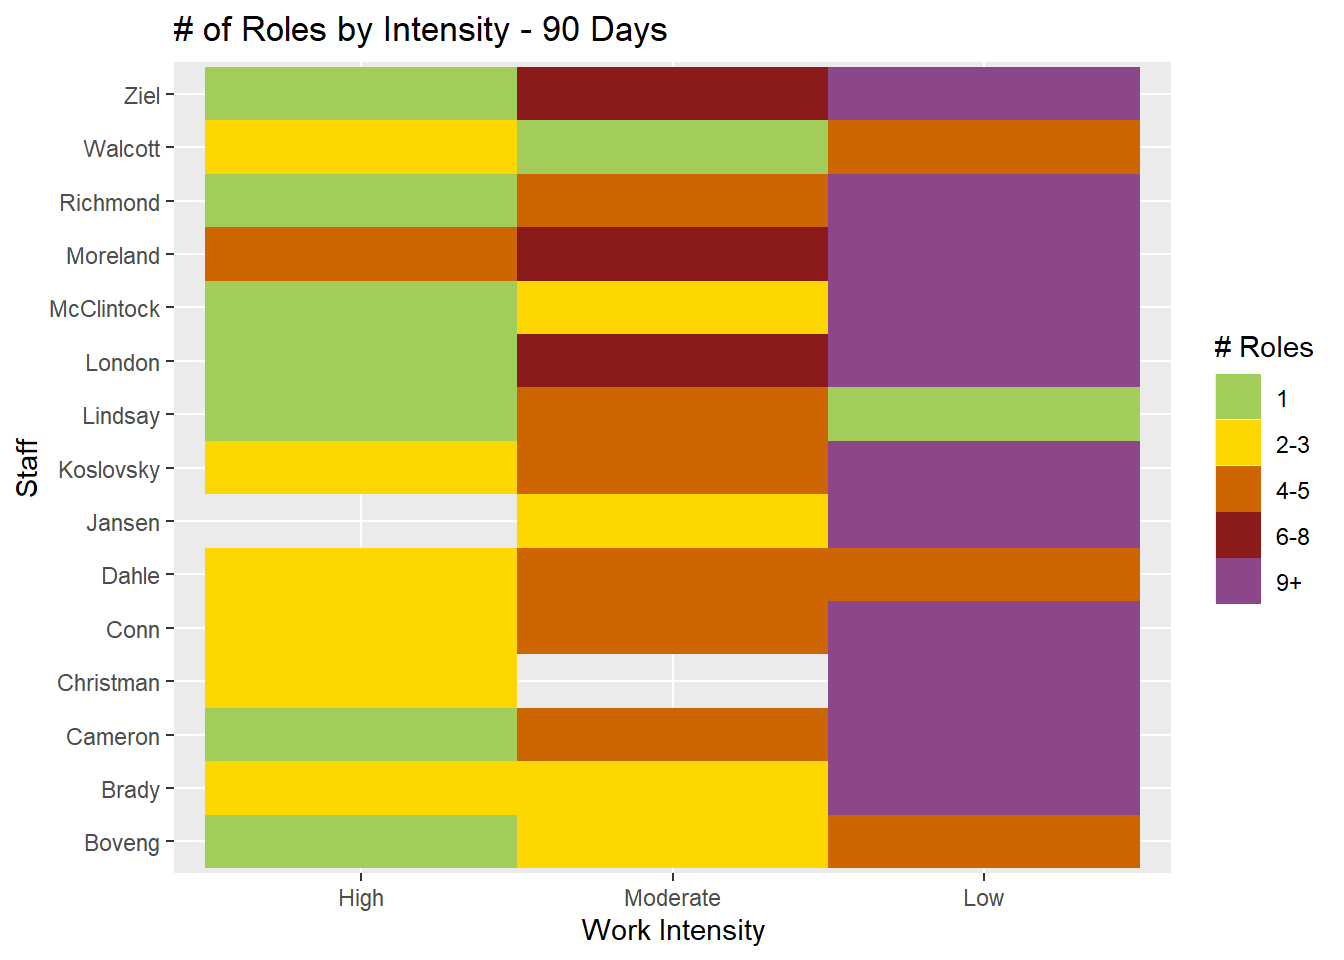 # of Roles by Intensity - 90 Days
Ziel
Walcott
Richmond
Moreland
McClintock
London
Lindsay
Koslovsky
Jansen
Dahle
Conn
Christman
Cameron
Brady
Boveng
Staff
High Moderate Low
Work Intensity
# Roles
1
2-3
4-5
6-8
9+